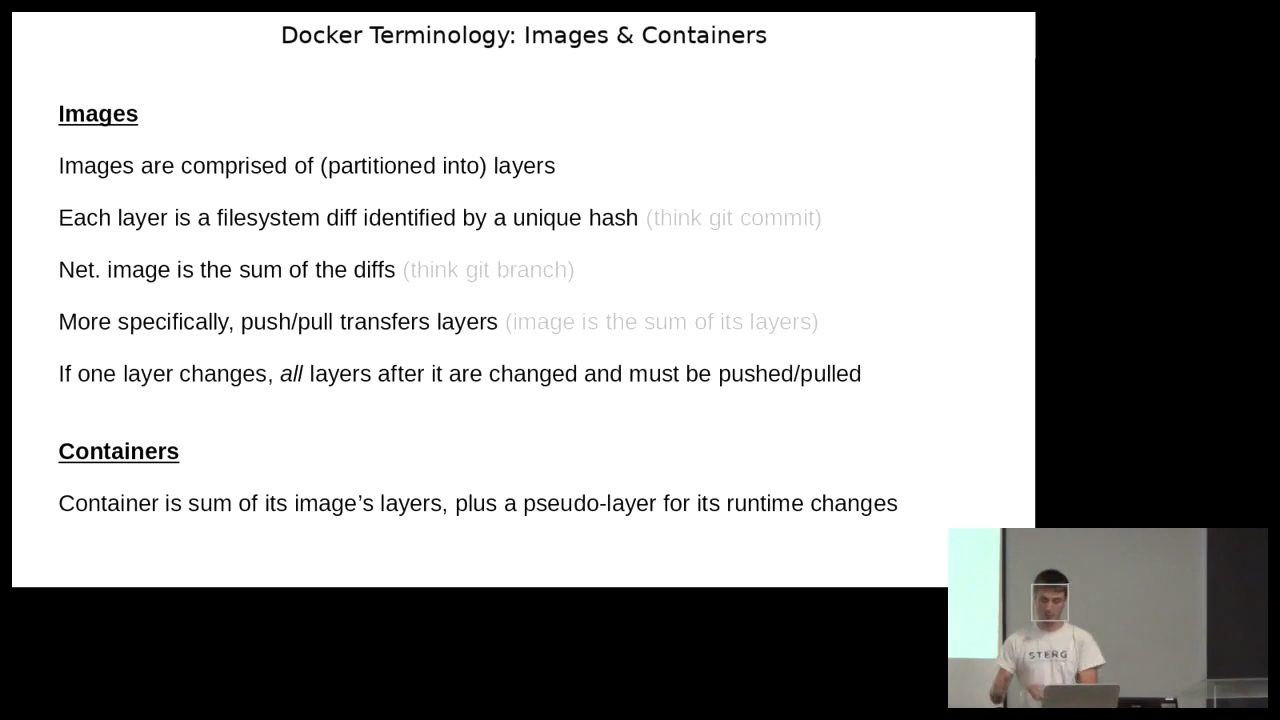 Docker Terminology: Images & Containers
Images
Images are comprised of (partitioned into) layers
Each layer is a filesystem diff identified by a unique hash (think git commit)
Net. image is the sum of the diffs (think git branch)
More specifically, push/pull transfers layers (image is the sum of its layers)
If one layer changes, all layers after it are changed and must be pushed/pulled
Containers
Container is sum of its image’s layers, plus a pseudo-layer for its runtime changes
STERG